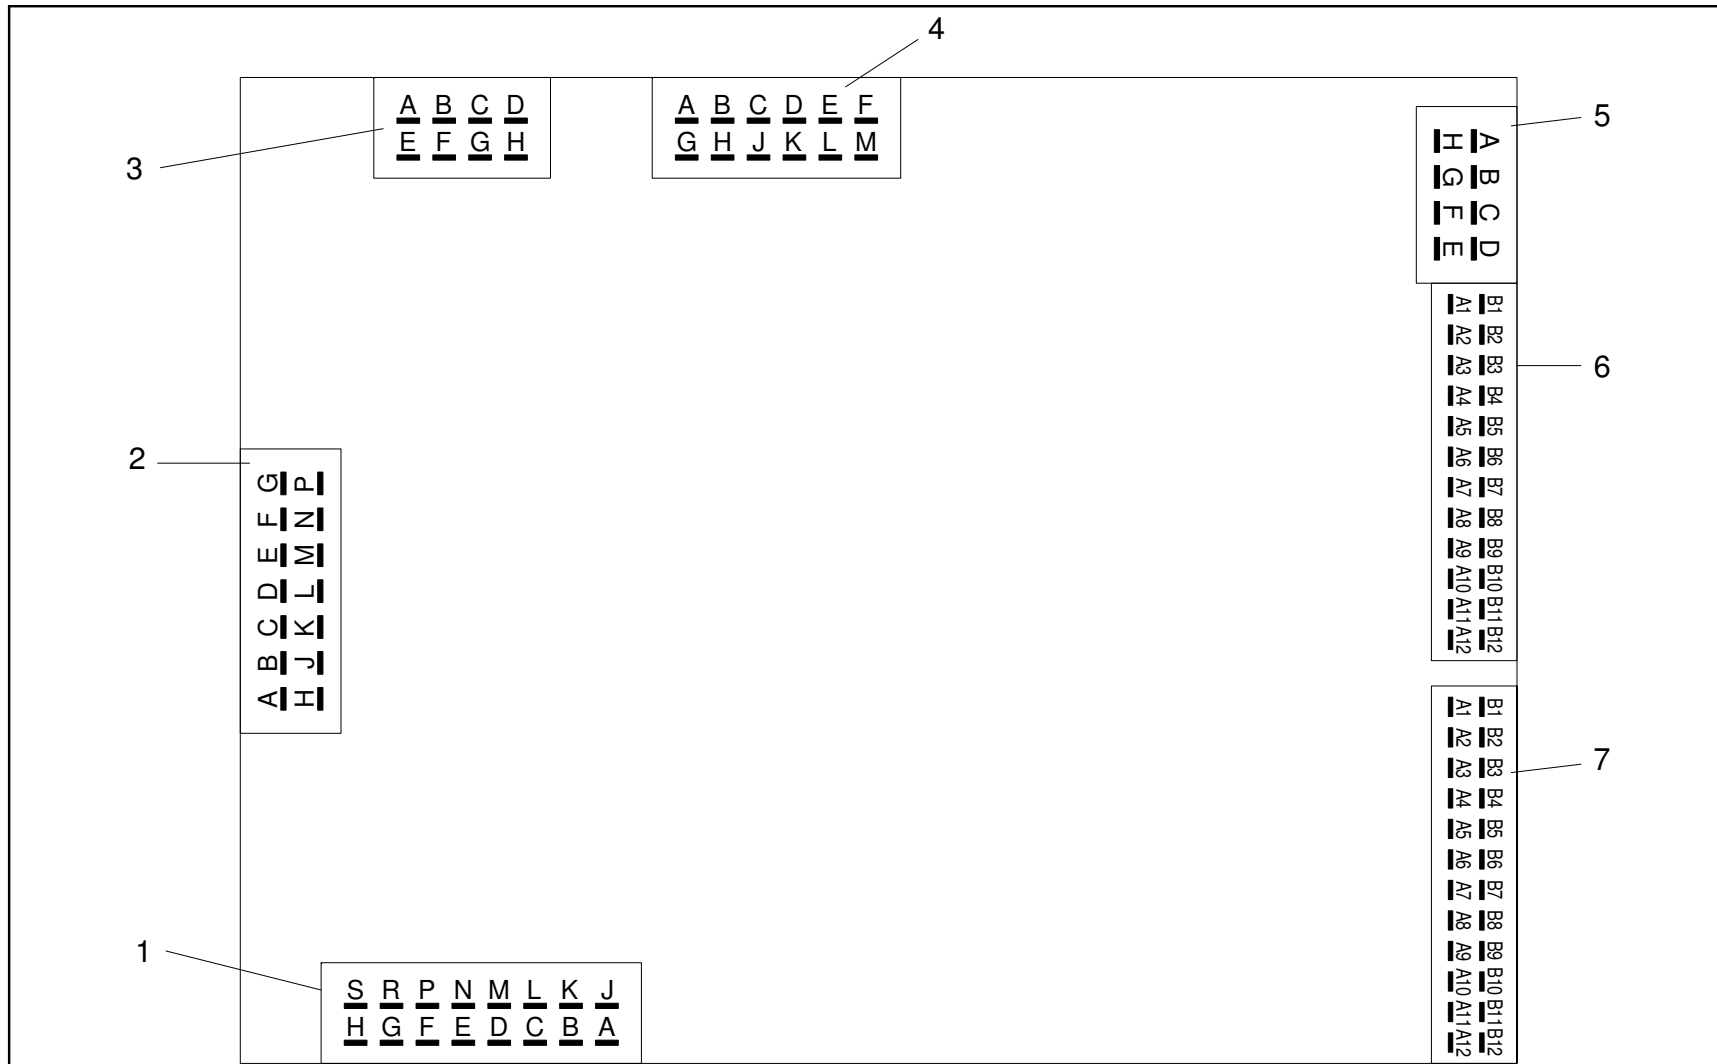 4
A B C D
E F G H
3
A B C D E F
G H J K L M
5
H A
G B
F C
E D
6
A1 B1
A2 B2
A3 B3
A4 B4
A5 B5
A6 B6
A7 B7
A8 B8
A9 B9
A10 B10
A11 B11
A12 B12
2
G P
F N
E M
D L
C K
B J
A H
7
A1 B1
A2 B2
A3 B3
A4 B4
A5 B5
A6 B6
A7 B7
A8 B8
A9 B9
A10 B10
A11 B11
A12 B12
1
S R P N M L K J
H G F E D C B A